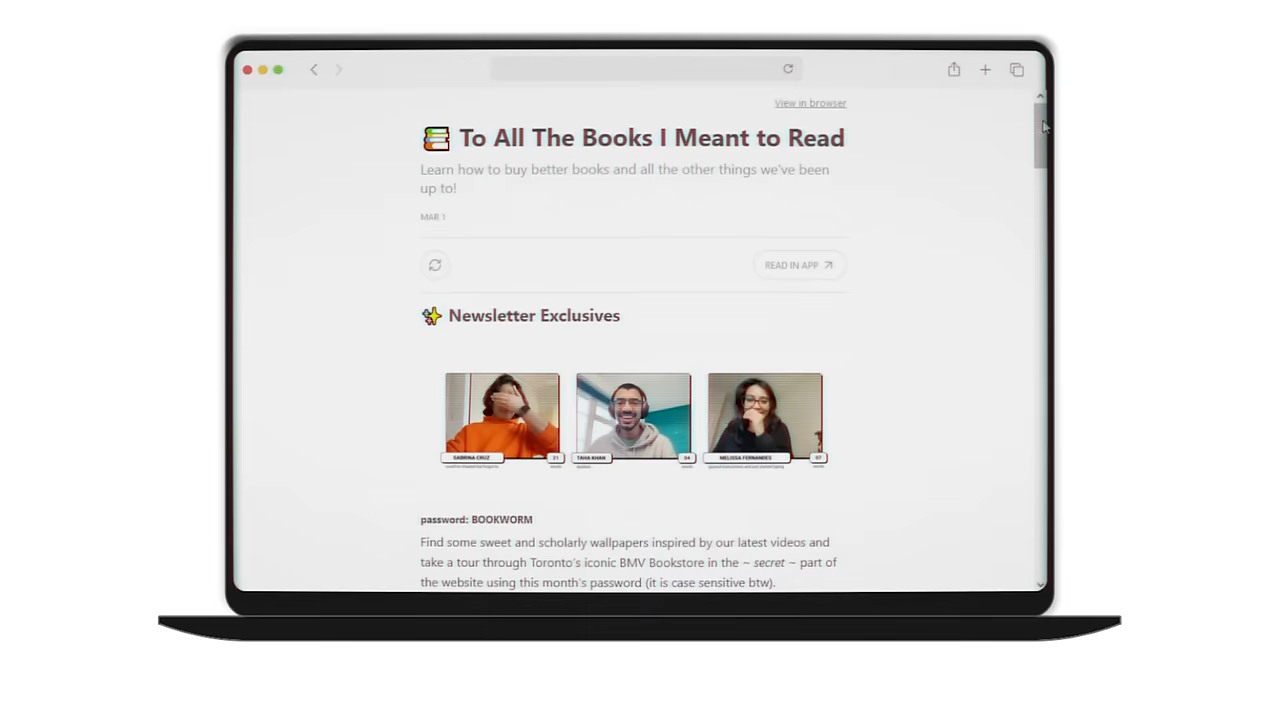 View in browser
To All The Books I Meant to Read
Learn how to buy better books and all the other things we've been
up to!
MAR 1
READ IN APP
Newsletter Exclusives
SABRINA CRUZ
21
TAHA KHAN
04
MELISSA FERNANDES
07
password: BOOKWORM
Find some sweet and scholarly wallpapers inspired by our latest videos and
take a tour through Toronto's iconic BMV Bookstore in the ~ secret ~ part of
the website using this month's password (it is case sensitive btw).